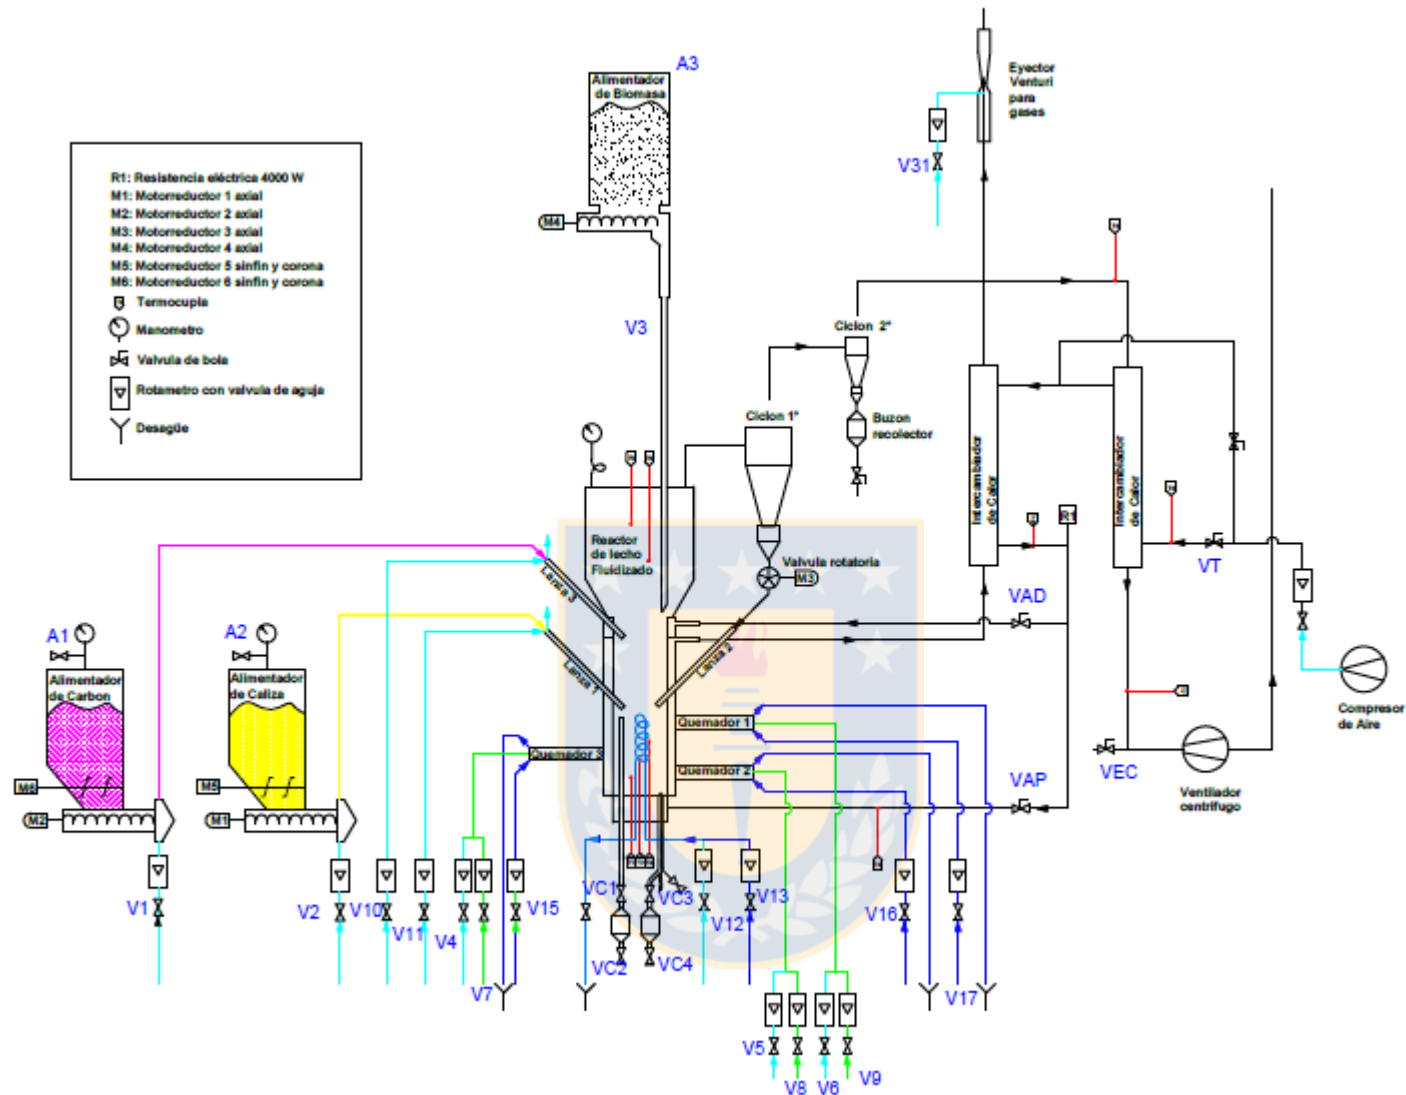 A3
Alimentador
de Biomasa
Eyector
Venturi
para
gases
V31
R1: Resistencia eléctrica 4000 W
M1: Motorreductor 1 axial
M2: Motorreductor 2 axial
M3: Motorreductor 3 axial
M4: Motorreductor 4 axial
M5: Motorreductor 5 sinfin y corona
M6: Motorreductor 6 sinfin y corona
Termocupla
Manometro
Valvula de bola
Rotametro con valvula de aguja
Desagüe
M4
V3
Ciclon 2°
Ciclon 1°
Buzon
recolector
Intercambiador
de Calor
Intercambiador
de Calor
R1
Reactor
de lecho
Fluidizado
Valvula rotatoria
M3
VT
VAD
Lanza 3
Lanza 1
Lanza 2
A1
A2
Alimentador
de Carbon
Alimentador
de Caliza
Compresor
de Aire
Quemador 1
Quemador 2
Quemador 3
VEC
VAP
Ventilador
centrifugo
M6
M5
M2
M1
V1
V2
V10
V11
V4
V7
V15
VC1
VC2
VC3
VC4
V12
V13
V16
V17
V5
V8
V6
V9